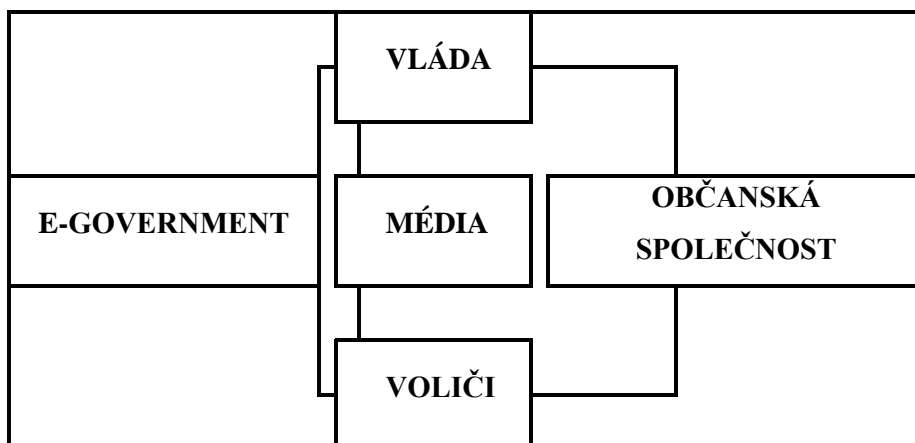 VLÁDA
E-GOVERNMENT
MÉDIA
OBČANSKÁ
SPOLEČNOST
VOLIČI